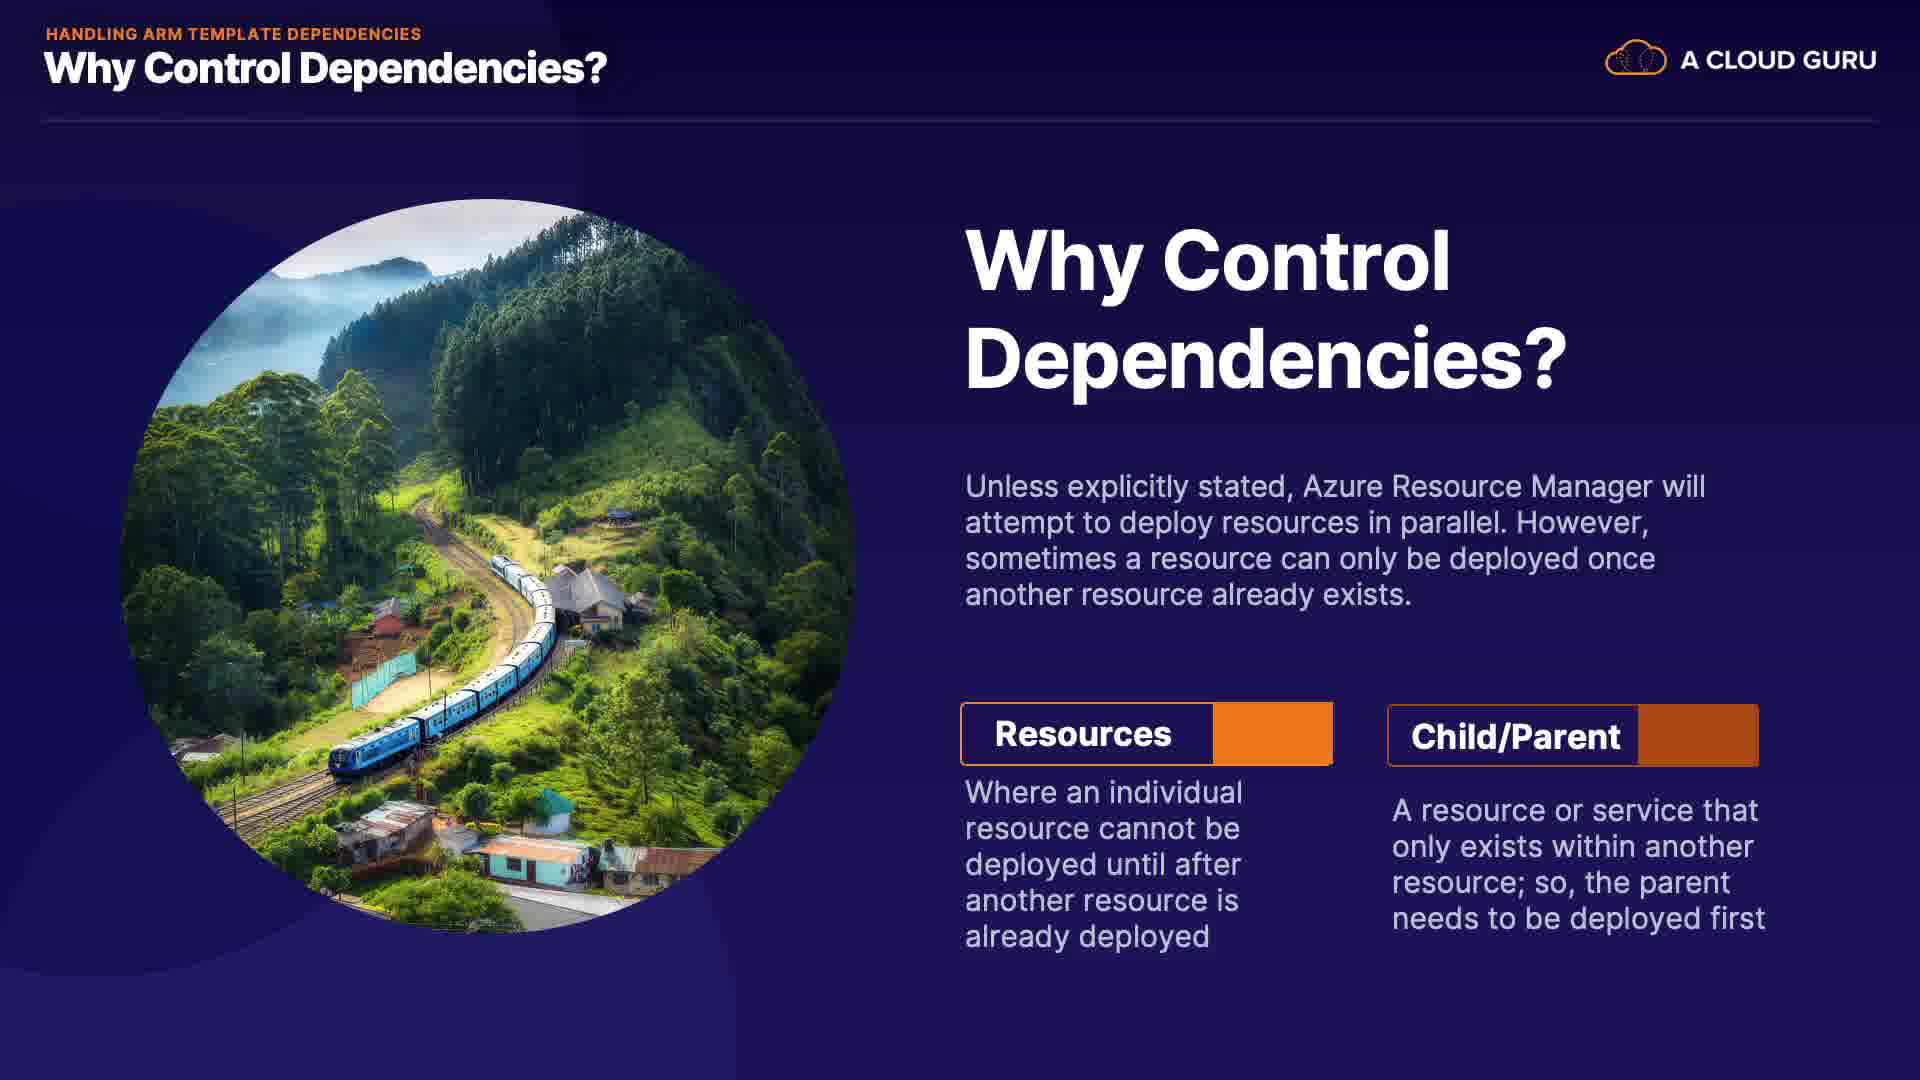 HANDLING ARM TEMPLATE DEPENDENCIES
Why Control Dependencies?
A CLOUD GURU
Why Control
Dependencies?
Unless explicitly stated, Azure Resource Manager will
attempt to deploy resources in parallel. However,
sometimes a resource can only be deployed once
another resource already exists.
Resources
Where an individual
resource cannot be
deployed until after
another resource is
already deployed
Child/Parent
A resource or service that
only exists within another
resource; so, the parent
needs to be deployed first